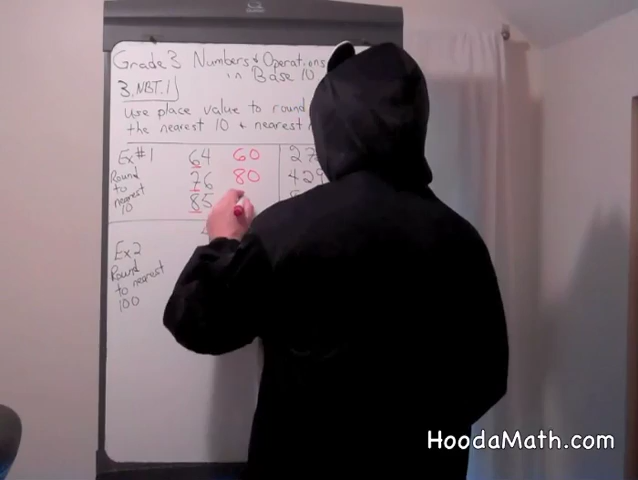 Grade 3 Numbers & Operations
in Base 10
3.NBT.1
Use place value to round
the nearest 10 + nearest
Ex #1 64 60 27
Round 76 80 429
to 85
nearest
10
Ex 2
Round
to nearest
100
HoodaMath.com